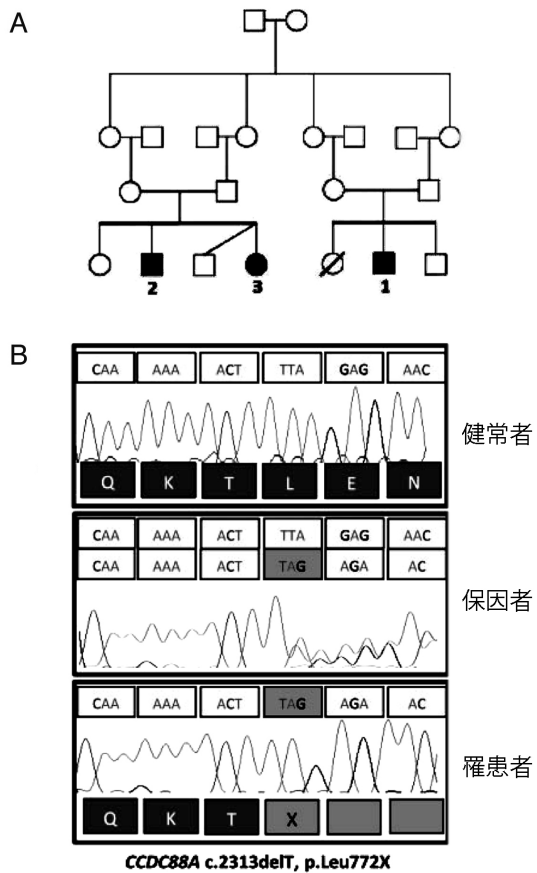 A
2 3 1
B
CAA AAA ACT TTA GAG AAC
Q K T L E N
健常者
CAA AAA ACT TTA GAG AAC
CAA AAA ACT TAG AGA AC
保因者
CAA AAA ACT TAG AGA AC
Q K T X
罹患者
CCDC88A c.2313delT, p.Leu772X